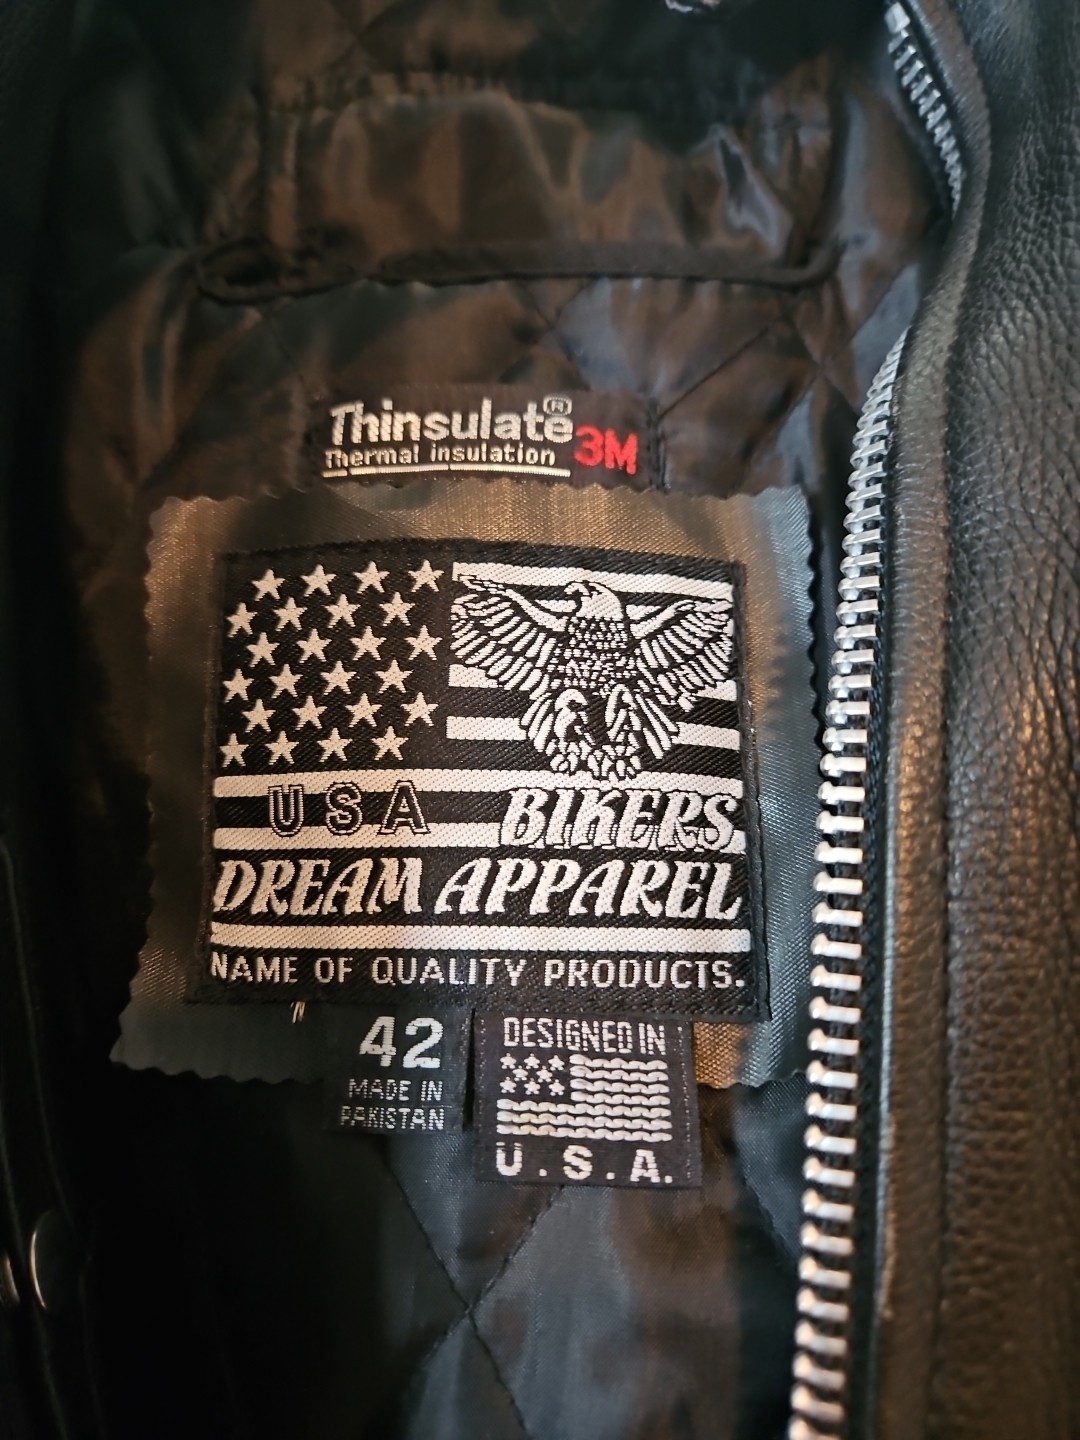 Thinsulate®
Thermal insulation 3M
USA BIKERS
DREAM APPAREL
NAME OF QUALITY PRODUCTS.
42
MADE IN
PAKISTAN
DESIGNED IN
U.S.A.